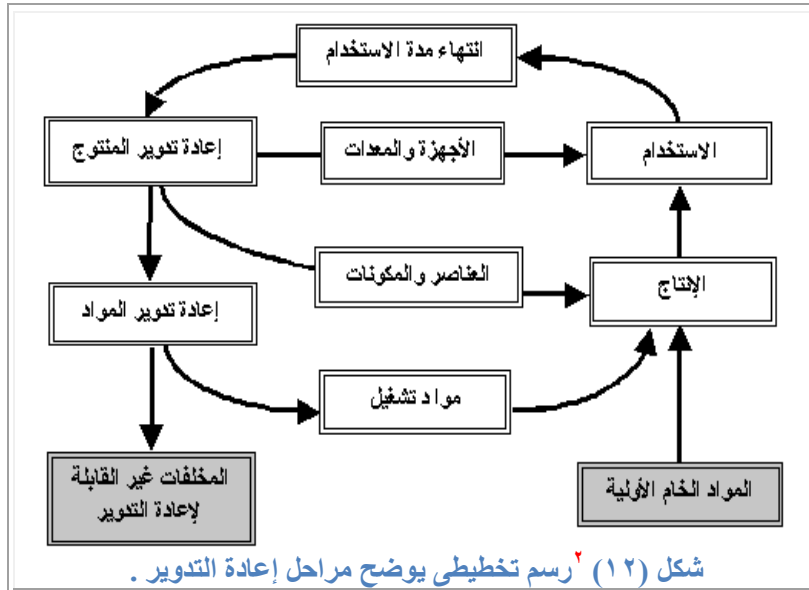 انتهاء مدة الاستخدام
الاستخدام
الأجهزة والمعدات
إعادة تدوير المنتوج
الإنتاج
العناصر والمكونات
إعادة تدوير المواد
مواد تشغيل
المواد الخام الأولية
المخلفات غير القابلة
لإعادة التدوير
شكل (١٢) ٢رسم تخطيطى يوضح مراحل إعادة التدوير .